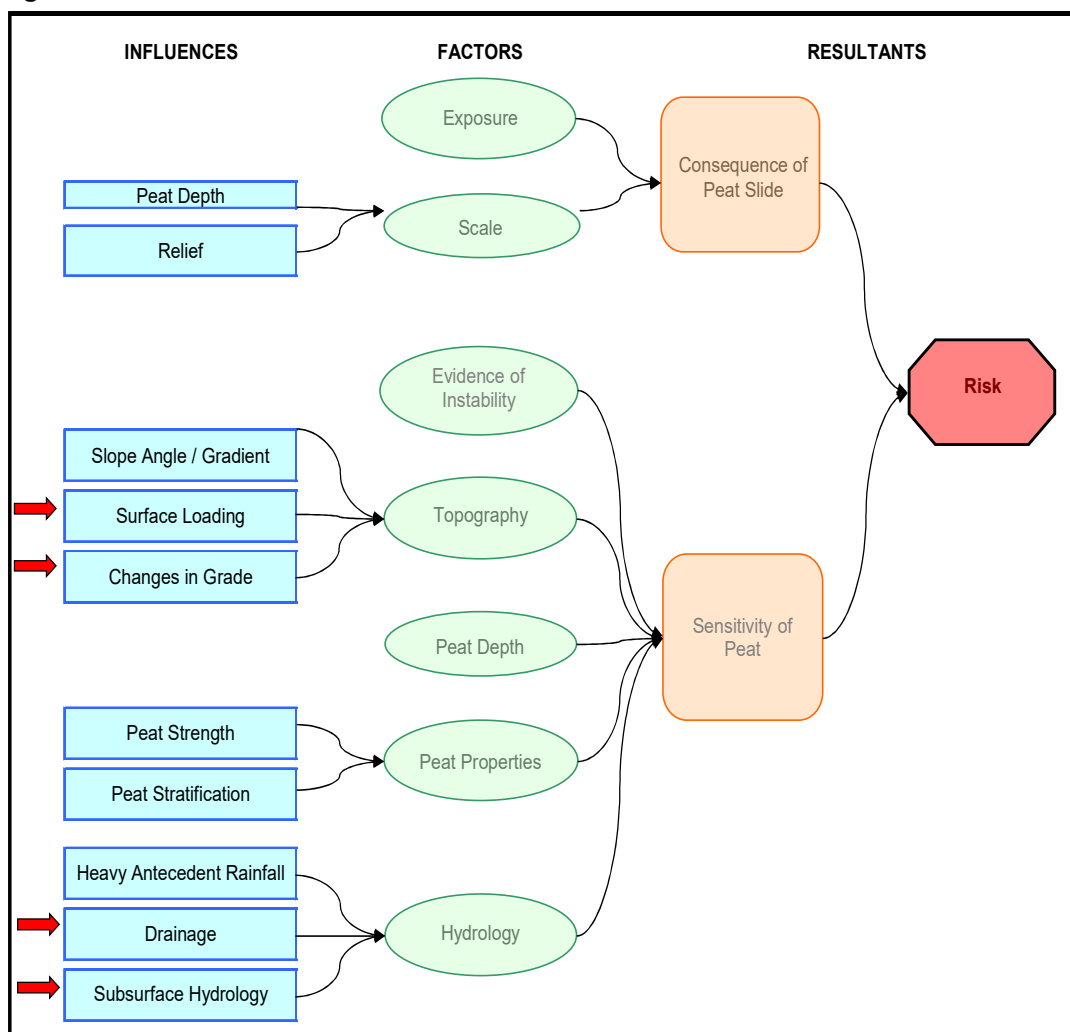 INFLUENCES
FACTORS
RESULTANTS
Exposure
Consequence of
Peat Slide
Peat Depth
Scale
Relief
Evidence of
Instability
Risk
Slope Angle / Gradient
Surface Loading
Topography
Changes in Grade
Peat Depth
Sensitivity of
Peat
Peat Strength
Peat Properties
Peat Stratification
Heavy Antecedent Rainfall
Drainage
Hydrology
Subsurface Hydrology